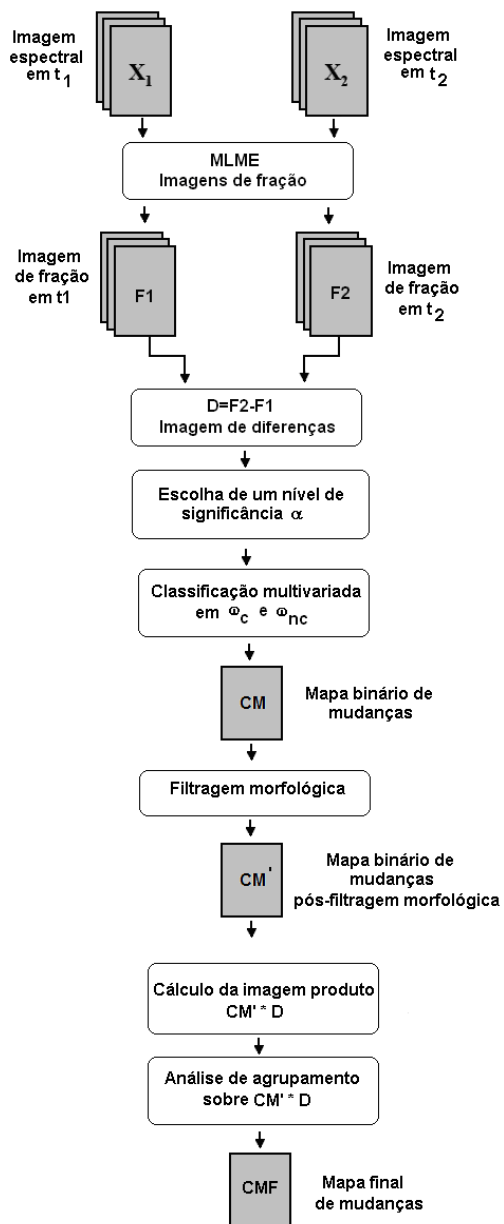 Imagem
espectral
em t1
X1
X2
Imagem
espectral
em t2
MLME
Imagens de fração
Imagem
de fração
em t1
F1
F2
Imagem
de fração
em t2
D=F2-F1
Imagem de diferenças
Escolha de um nível de
significância α
Classificação multivariada
em ωc e ωnc
CM
Mapa binário de
mudanças
Filtragem morfológica
CM'
Mapa binário de
mudanças
pós-filtragem morfológica
Cálculo da imagem produto
CM' * D
Análise de agrupamento
sobre CM' * D
CMF
Mapa final
de mudanças